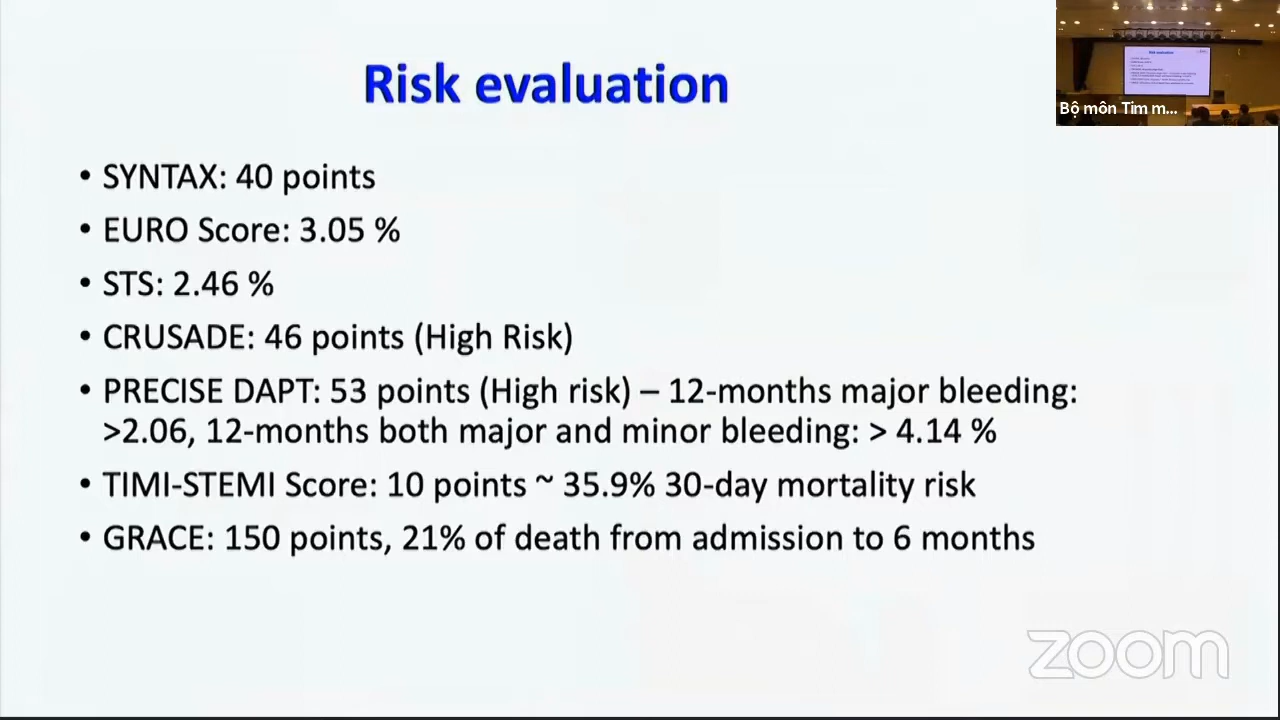 Risk evaluation
Bộ môn Tim m...
• SYNTAX: 40 points
• EURO Score: 3.05 %
• STS: 2.46 %
• CRUSADE: 46 points (High Risk)
• PRECISE DAPT: 53 points (High risk) – 12-months major bleeding:
>2.06, 12-months both major and minor bleeding: > 4.14 %
• TIMI-STEMI Score: 10 points ~ 35.9% 30-day mortality risk
• GRACE: 150 points, 21% of death from admission to 6 months
zoom